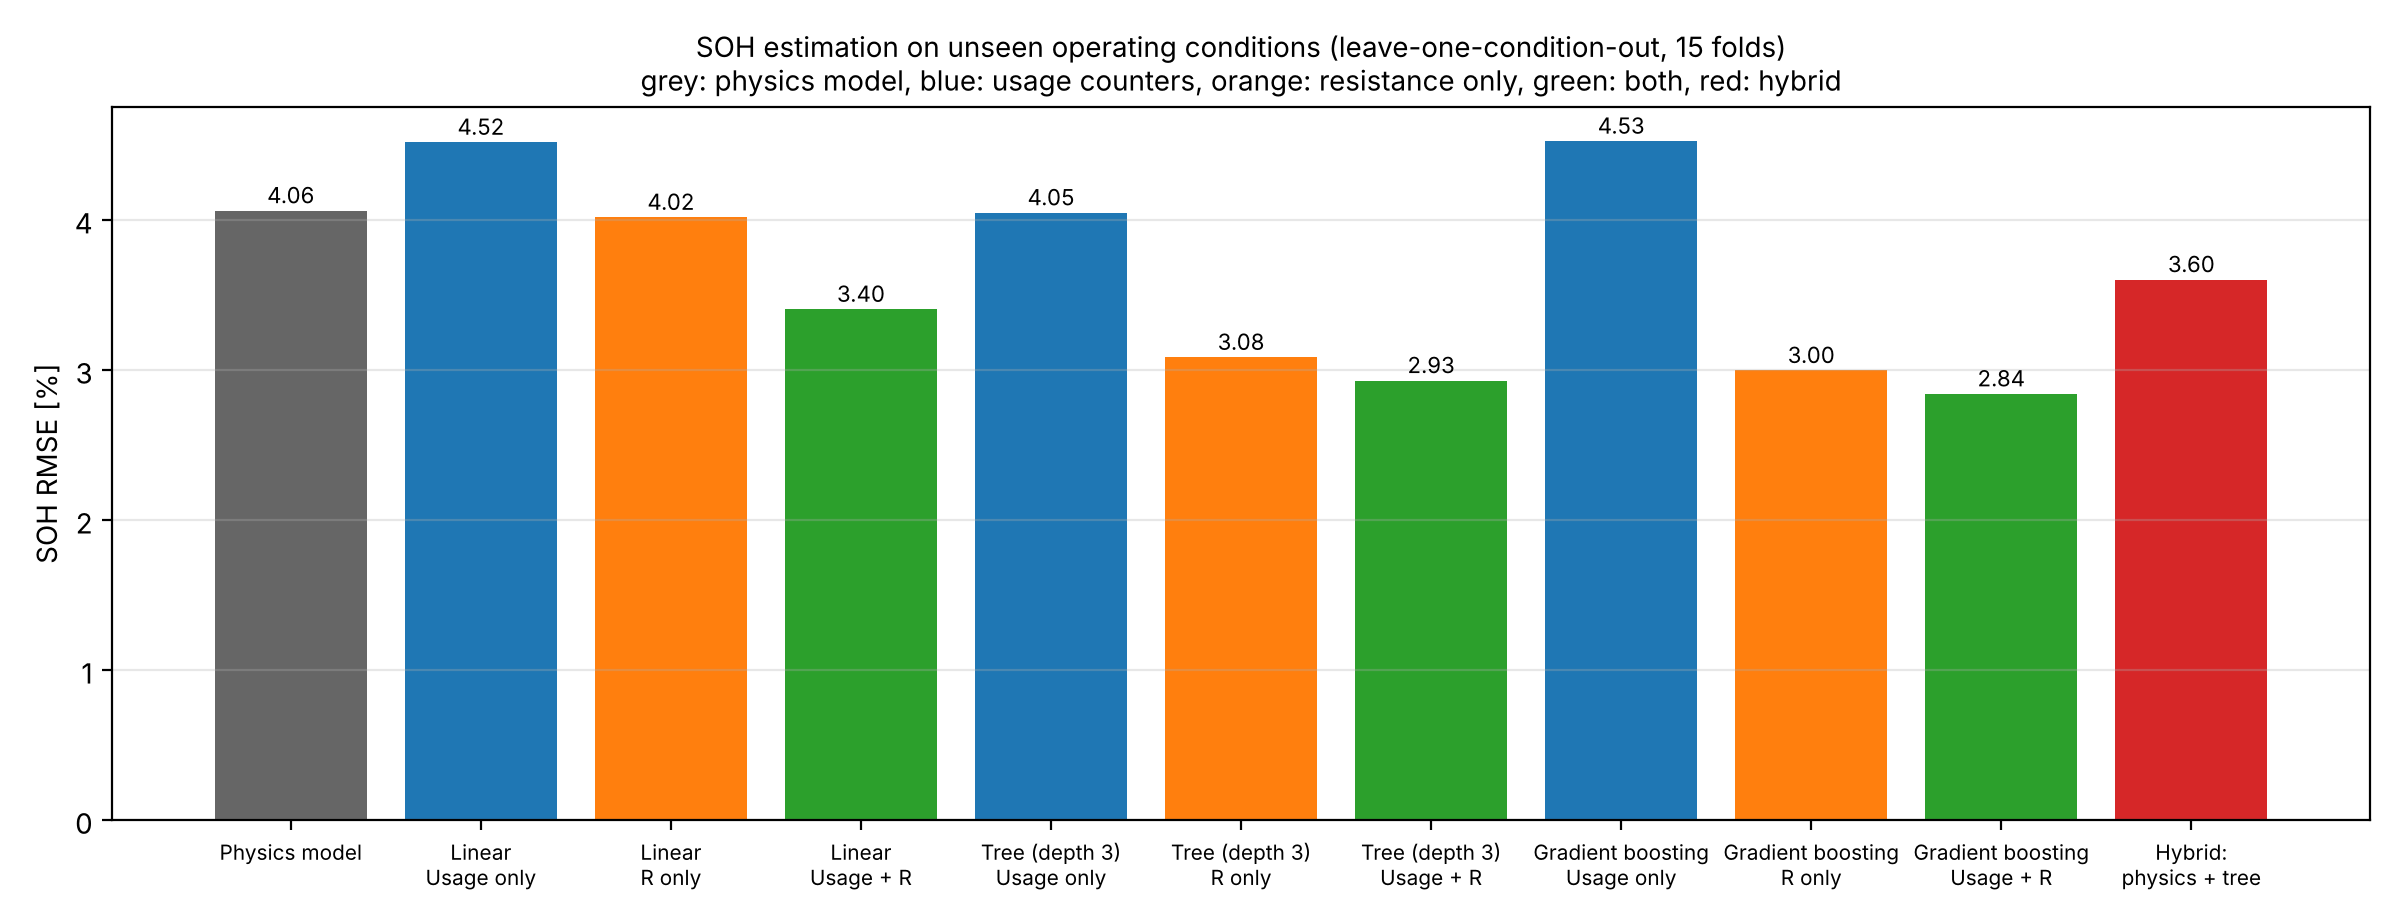 SOH estimation on unseen operating conditions (leave-one-condition-out, 15 folds)
grey: physics model, blue: usage counters, orange: resistance only, green: both, red: hybrid
SOH RMSE [%]
4
3
2
1
0
4.06
4.52
4.02
3.40
4.05
3.08
2.93
4.53
3.00
2.84
3.60
Physics model
Linear
Usage only
Linear
R only
Linear
Usage + R
Tree (depth 3)
Usage only
Tree (depth 3)
R only
Tree (depth 3)
Usage + R
Gradient boosting
Usage only
Gradient boosting
R only
Gradient boosting
Usage + R
Hybrid:
physics + tree